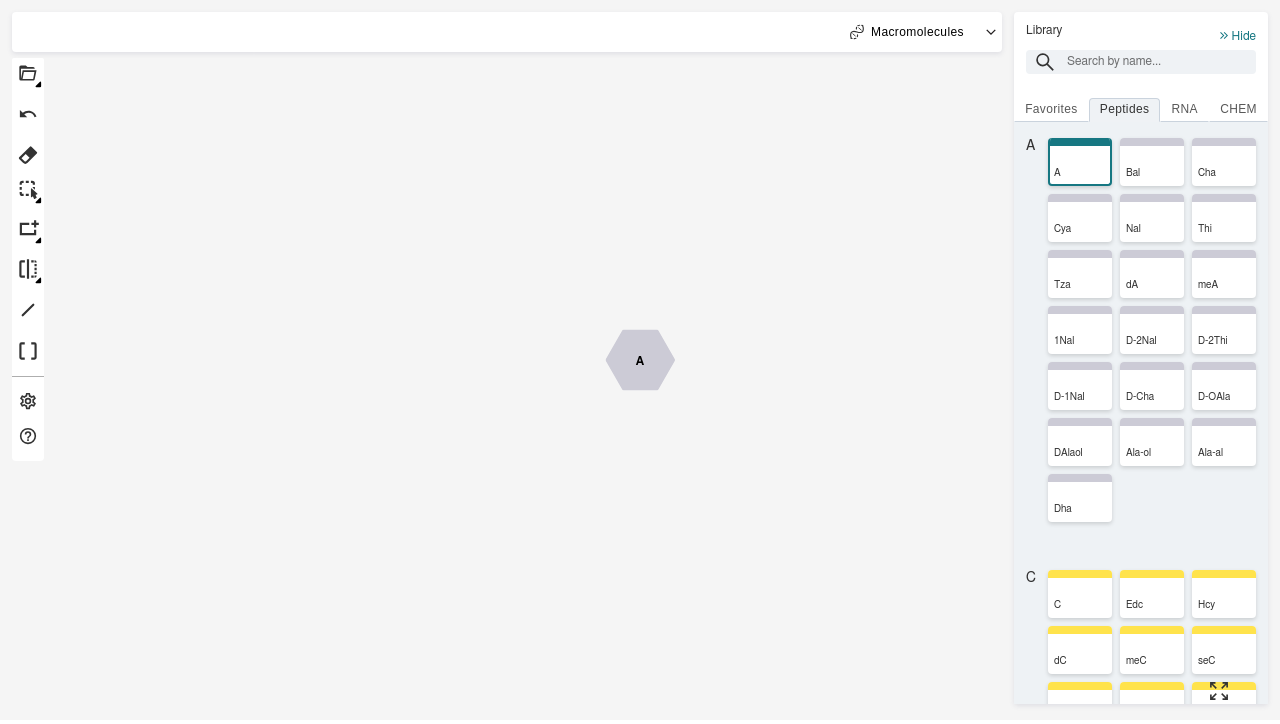 Macromolecules
Library
Hide
Search by name...
Favorites Peptides RNA CHEM
A
A Bal Cha
Cya Nal Thi
Tza dA meA
1Nal D-2Nal D-2Thi
D-1Nal D-Cha D-OAla
DAlaol Ala-ol Ala-al
Dha
C
C Edc Hcy
dC meC seC
A